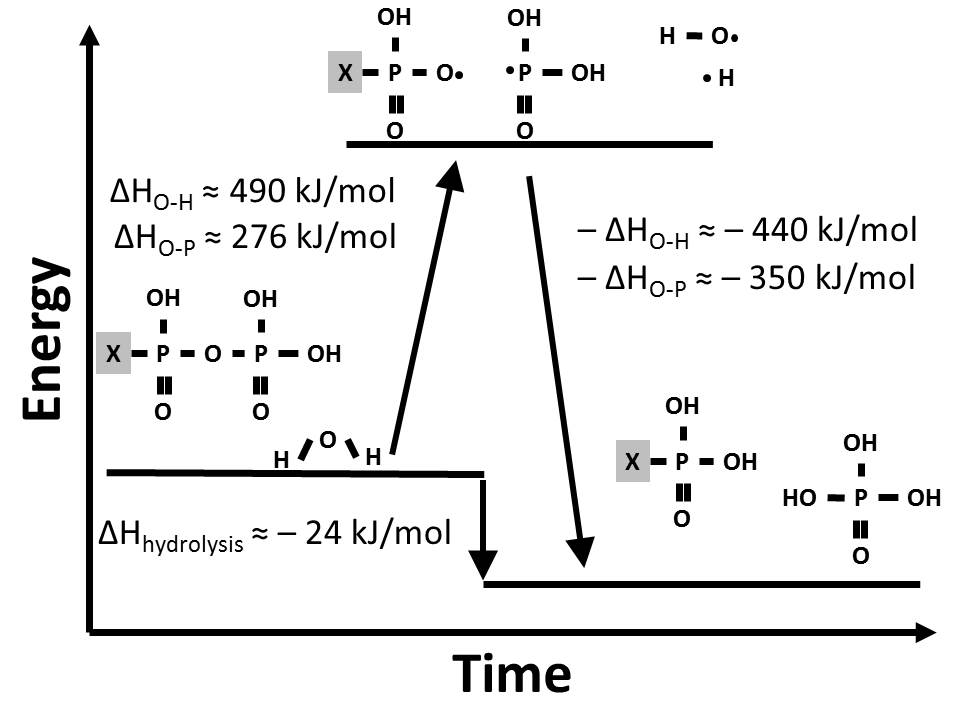 OH
OH
H – O•
X – P – O•
•P – OH
• H
O
O
ΔHO-H ≈ 490 kJ/mol
ΔHO-P ≈ 276 kJ/mol
– ΔHO-H ≈ – 440 kJ/mol
– ΔHO-P ≈ – 350 kJ/mol
Energy
OH
OH
X – P – O – P – OH
O
O
O
H
H
ΔHhydrolysis ≈ – 24 kJ/mol
OH
X – P – OH
O
OH
HO – P – OH
O
Time